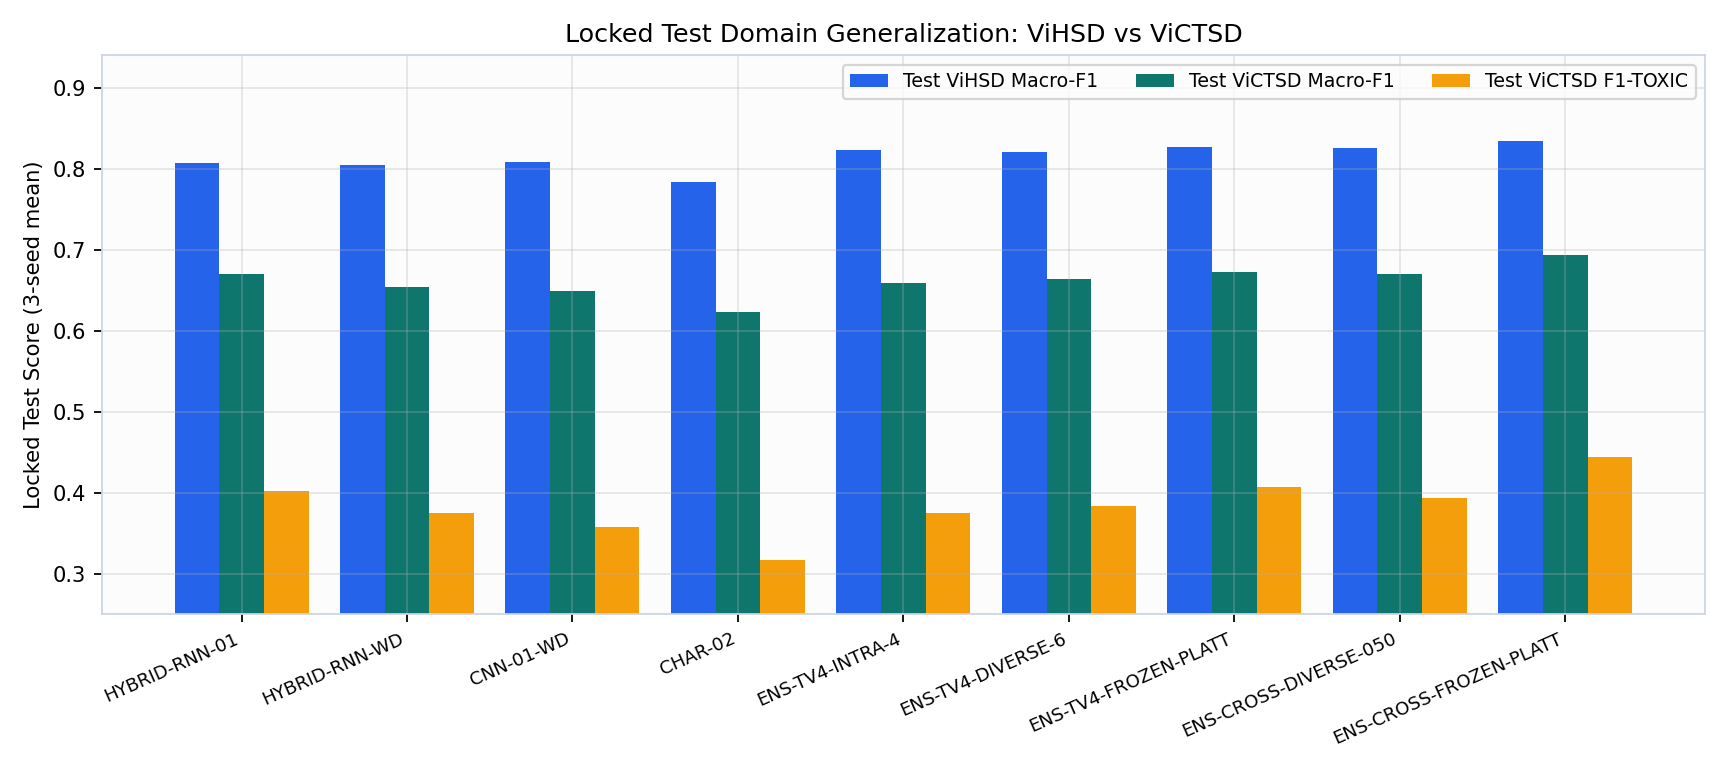 Locked Test Domain Generalization: ViHSD vs ViCTSD
Test ViHSD Macro-F1
Test ViCTSD Macro-F1
Test ViCTSD F1-TOXIC
Locked Test Score (3-seed mean)
0.9
0.8
0.7
0.6
0.5
0.4
0.3
HYBRID-RNN-01
HYBRID-RNN-WD
CNN-01-WD
CHAR-02
ENS-TV4-INTRA-4
ENS-TV4-DIVERSE-6
ENS-TV4-FROZEN-PLATT
ENS-CROSS-DIVERSE-050
ENS-CROSS-FROZEN-PLATT